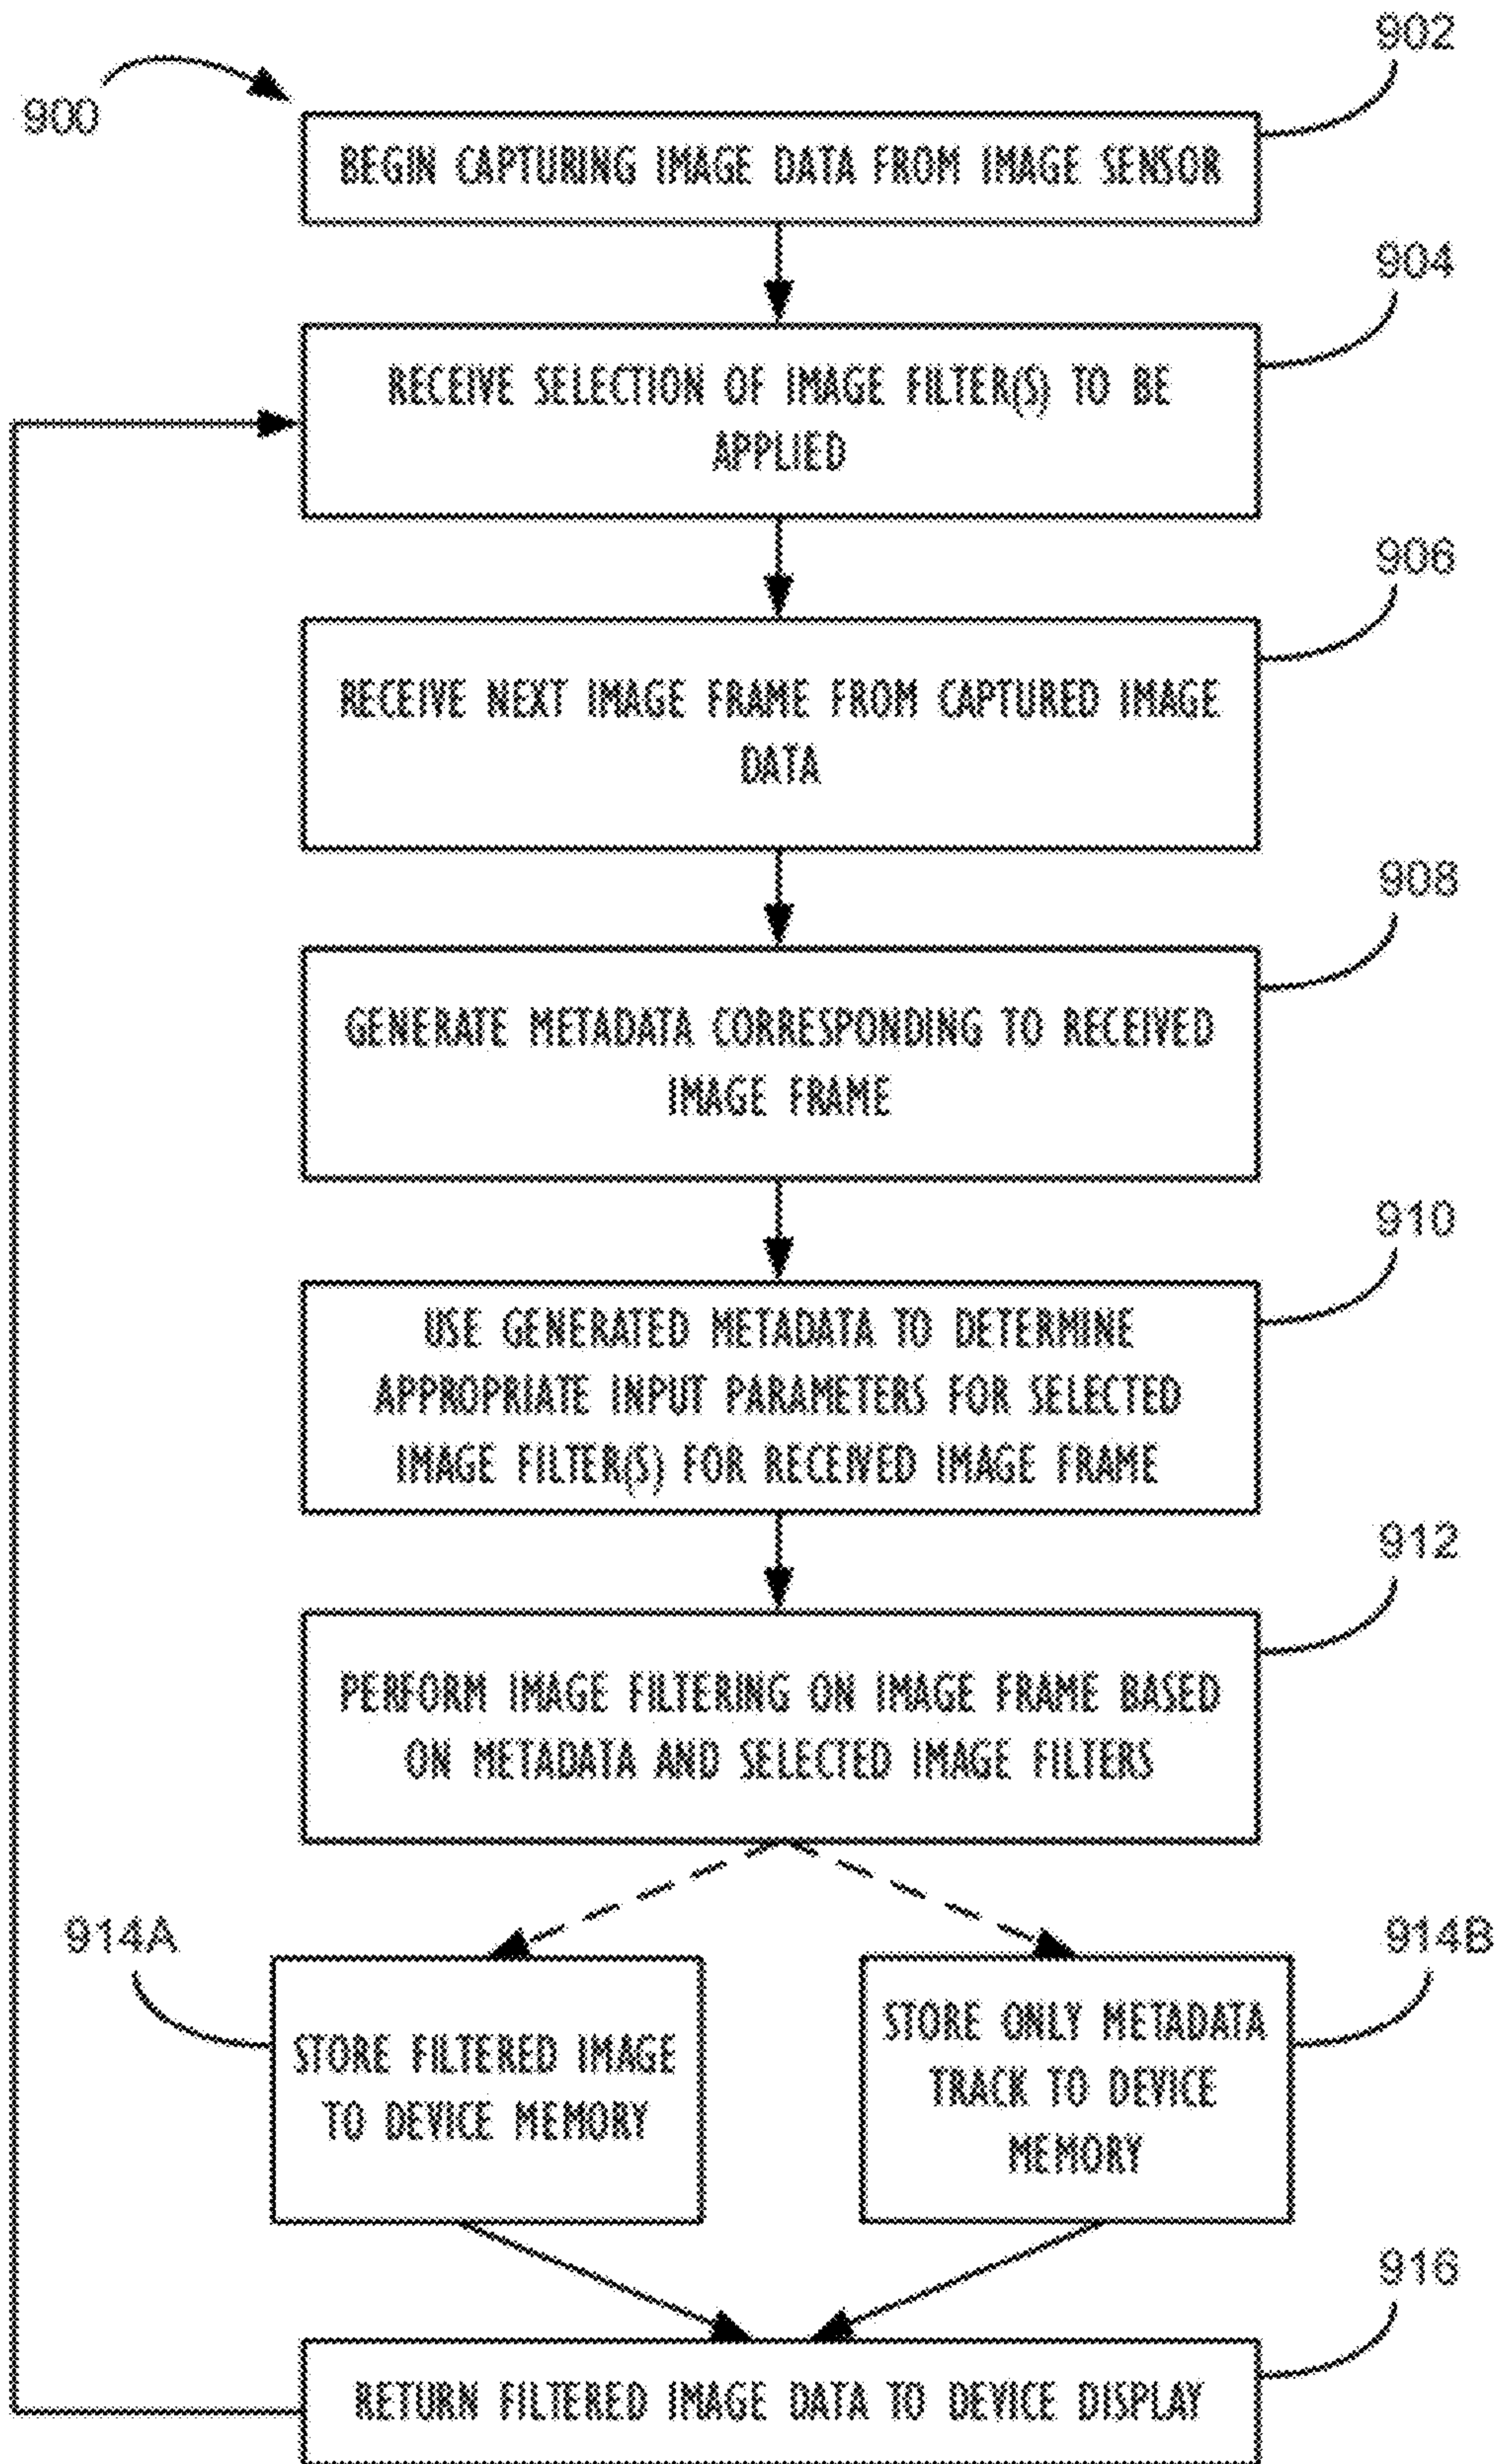 902
900
BEGIN CAPTURING IMAGE DATA FROM IMAGE SENSOR
904
RECEIVE SELECTION OF IMAGE FILTER(S) TO BE
APPLIED
906
RECEIVE NEXT IMAGE FRAME FROM CAPTURED IMAGE
DATA
908
GENERATE METADATA CORRESPONDING TO RECEIVED
IMAGE FRAME
910
USE GENERATED METADATA TO DETERMINE
APPROPRIATE INPUT PARAMETERS FOR SELECTED
IMAGE FILTER(S) FOR RECEIVED IMAGE FRAME
912
PERFORM IMAGE FILTERING ON IMAGE FRAME BASED
ON METADATA AND SELECTED IMAGE FILTERS
914A
STORE FILTERED IMAGE
TO DEVICE MEMORY
914B
STORE ONLY METADATA
TRACK TO DEVICE
MEMORY
916
RETURN FILTERED IMAGE DATA TO DEVICE DISPLAY